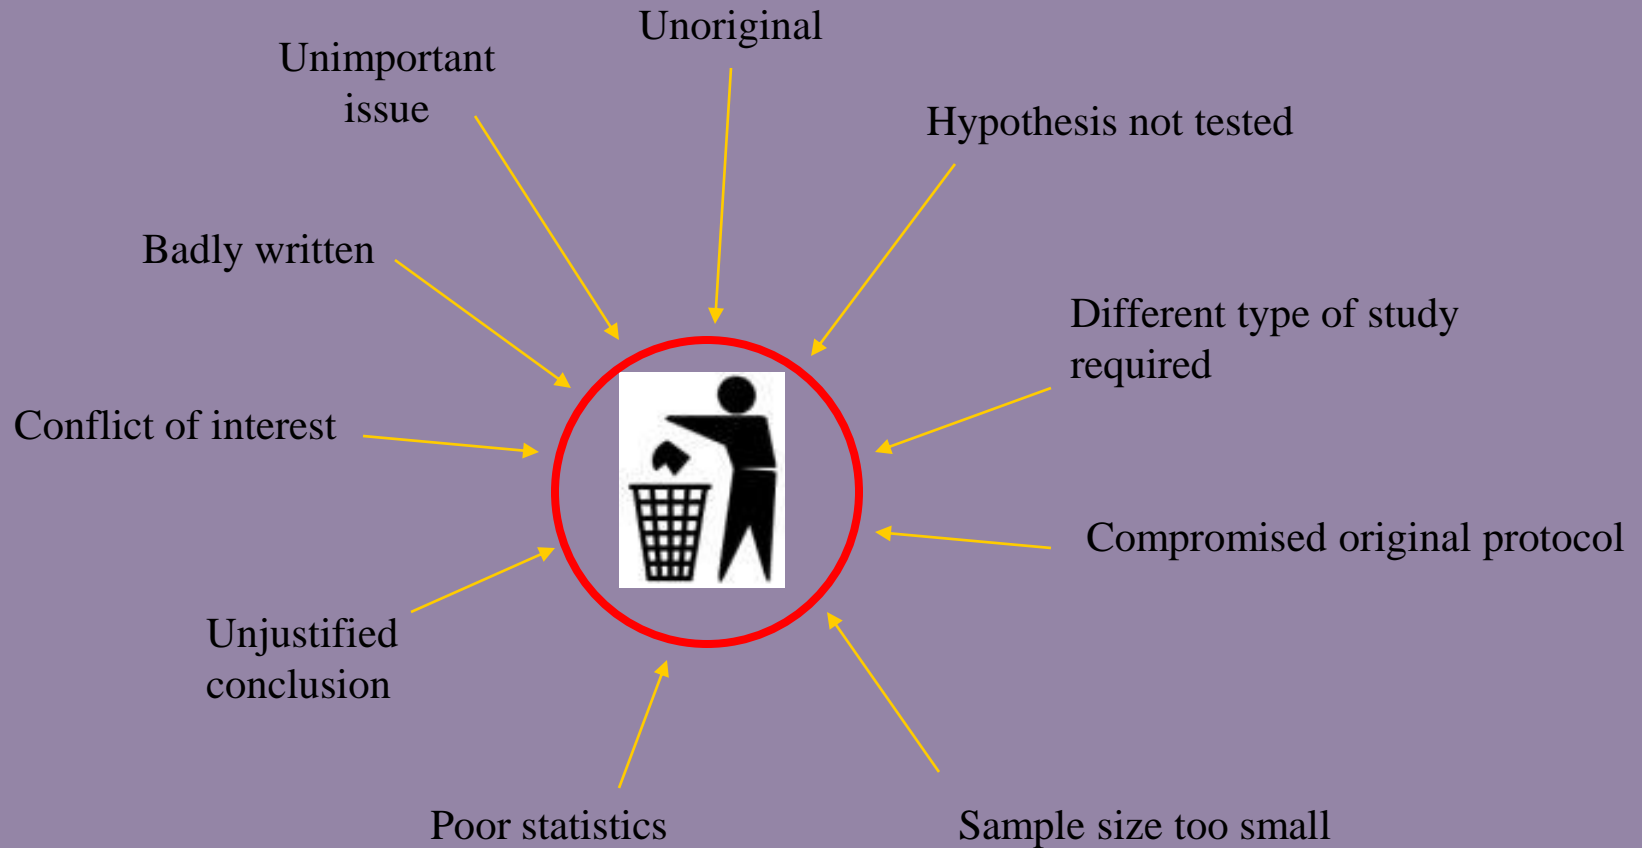 Unoriginal
Unimportant
issue
Hypothesis not tested
Badly written
Different type of study
required
Conflict of interest
Compromised original protocol
Unjustified
conclusion
Poor statistics
Sample size too small